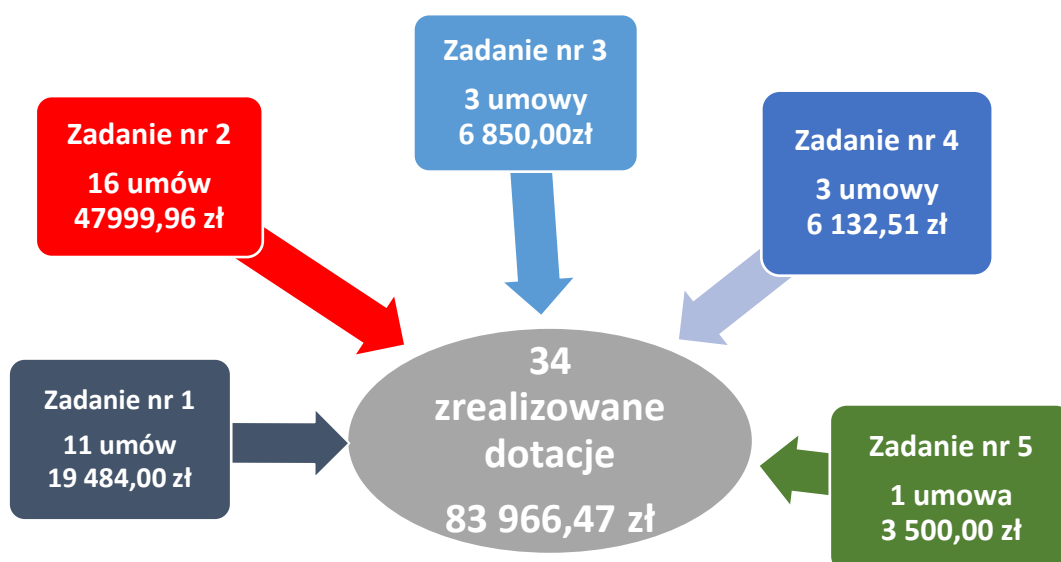 Zadanie nr 3
3 umowy
6 850,00zł
Zadanie nr 2
16 umów
47999,96 zł
Zadanie nr 4
3 umowy
6 132,51 zł
34
zrealizowane
dotacje
83 966,47 zł
Zadanie nr 1
11 umów
19 484,00 zł
Zadanie nr 5
1 umowa
3 500,00 zł